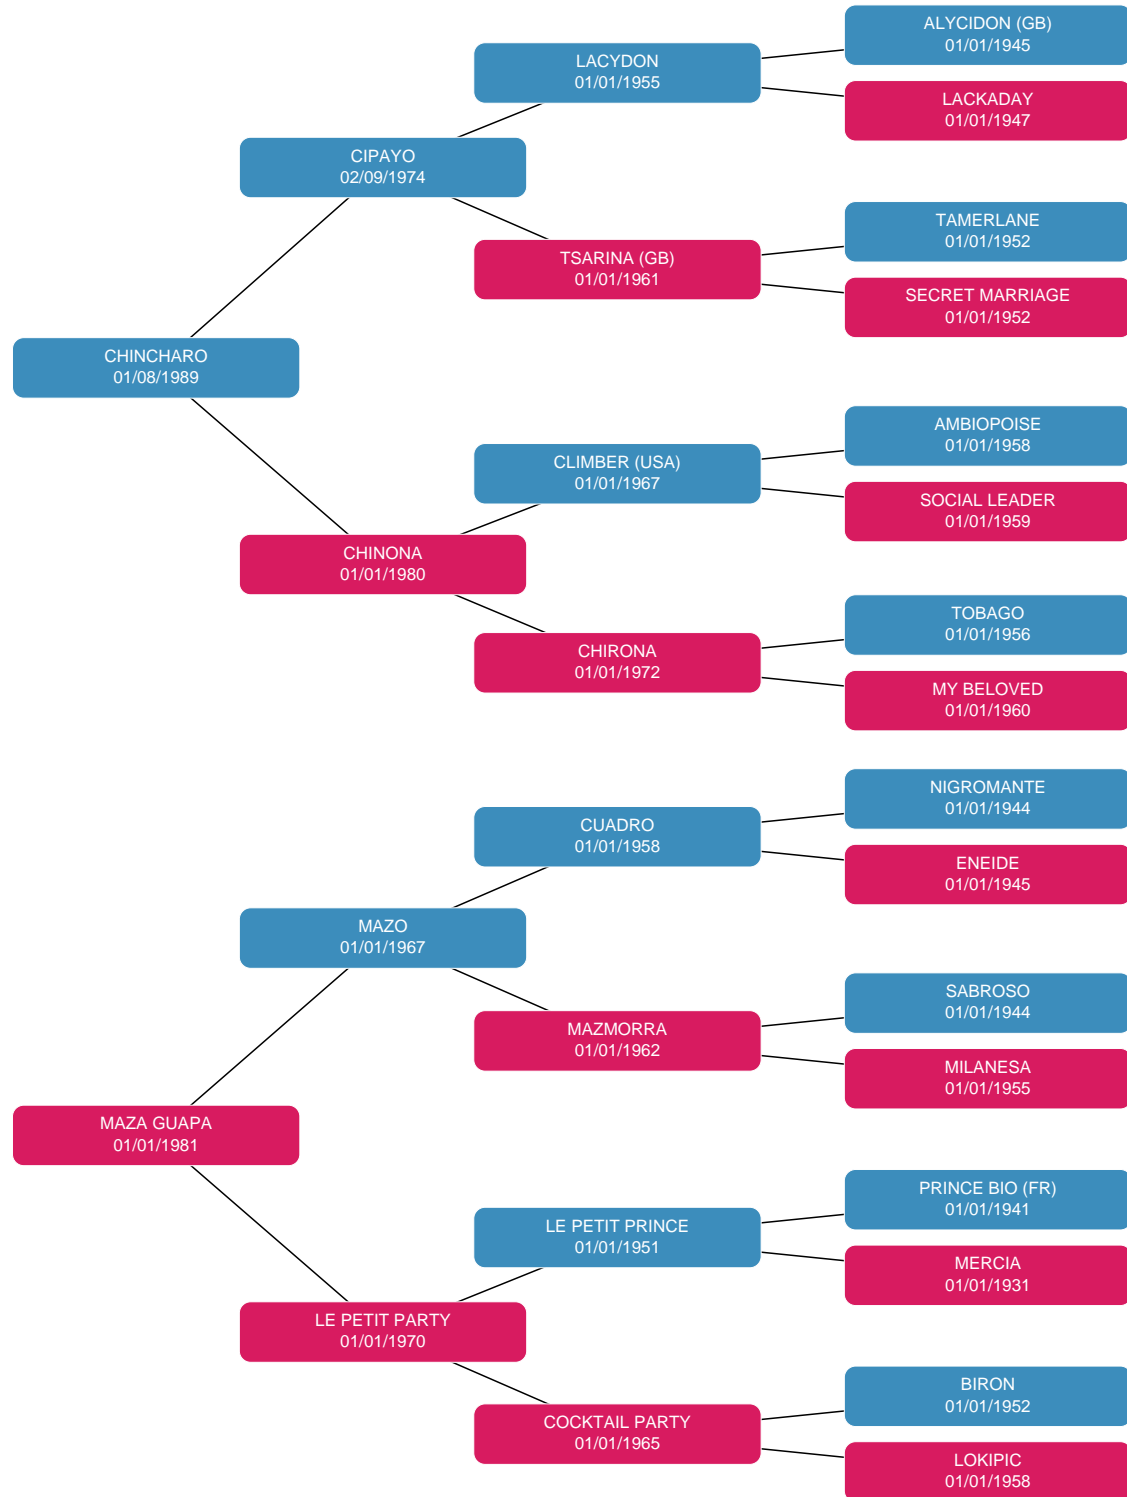 ALYCIDON (GB)
01/01/1945
LACYDON
01/01/1955
LACKADAY
01/01/1947
CIPAYO
02/09/1974
TAMERLANE
01/01/1952
TSARINA (GB)
01/01/1961
SECRET MARRIAGE
01/01/1952
CHINCHARO
01/08/1989
AMBIOPOISE
01/01/1958
CLIMBER (USA)
01/01/1967
SOCIAL LEADER
01/01/1959
CHINONA
01/01/1980
TOBAGO
01/01/1956
CHIRONA
01/01/1972
MY BELOVED
01/01/1960
NIGROMANTE
01/01/1944
CUADRO
01/01/1958
ENEIDE
01/01/1945
MAZO
01/01/1967
SABROSO
01/01/1944
MAZMORRA
01/01/1962
MILANESA
01/01/1955
MAZA GUAPA
01/01/1981
PRINCE BIO (FR)
01/01/1941
LE PETIT PRINCE
01/01/1951
MERCIA
01/01/1931
LE PETIT PARTY
01/01/1970
BIRON
01/01/1952
COCKTAIL PARTY
01/01/1965
LOKIPIC
01/01/1958